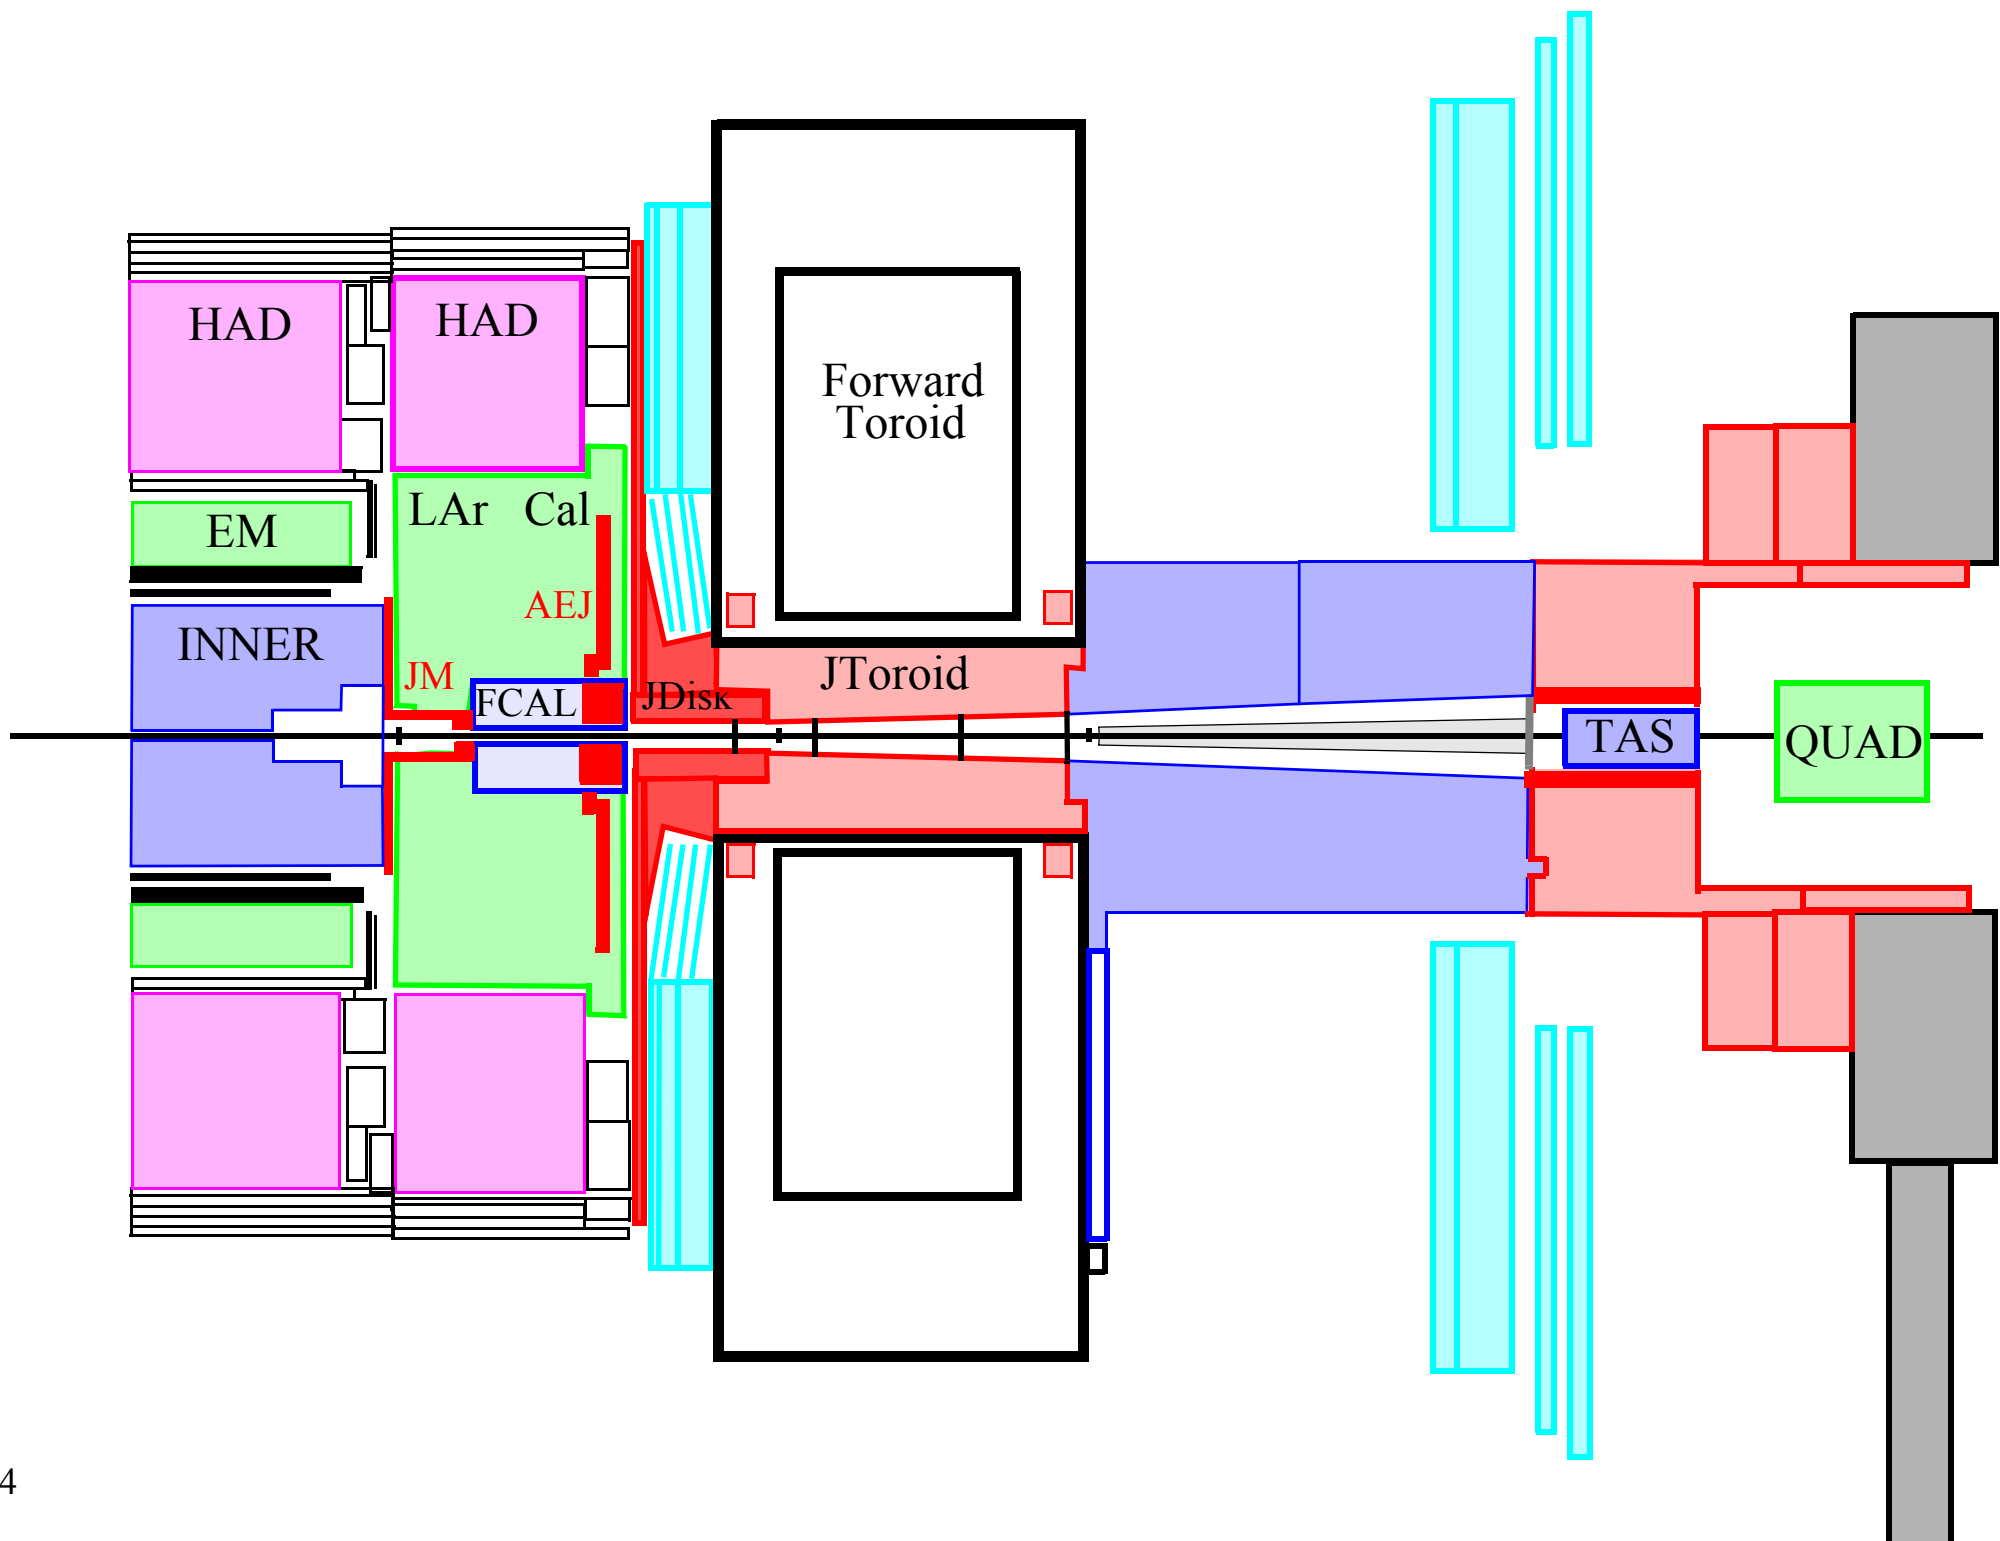 HAD HAD
Forward
Toroid
LAr Cal
EM
AEJ
INNER
JM
JToroid
FCAL
JDisk
TAS
QUAD
4